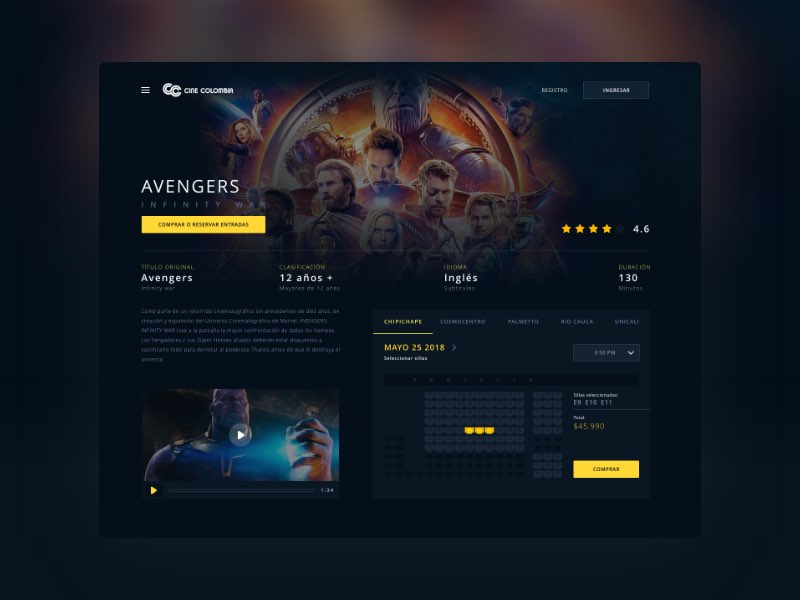 CINE COLOMBIA
REGISTRO
INGRESAR
AVENGERS
INFINITY WAR
COMPRAR O RESERVAR ENTRADAS
4.6
TÍTULO ORIGINAL
Avengers
Infinity war
CLASIFICACIÓN
12 años +
Mayores de 12 años
IDIOMA
Inglés
Subtítulos
DURACIÓN
130
Minutos
Como parte de un recorrido cinematográfico sin precedentes de diez años, de
creación y expansión del Universo Cinematográfico de Marvel, AVENGERS
INFINITY WAR trae a la pantalla la mayor confrontación de todos los tiempos.
Los Vengadores y sus Súper Héroes aliados deberán estar dispuestos a
sacrificarlo todo para derrotar al poderoso Thanos antes de que él destruya el
universo.
1:34
CHIPICHAPE
COSMOCENTRO
PALMETTO
RIO CAUCA
UNICALI
MAYO 25 2018
Seleccionar sillas
9:50 PM
PANTALLA
Sillas seleccionadas:
E9 E10 E11
Total:
$45.990
COMPRAR